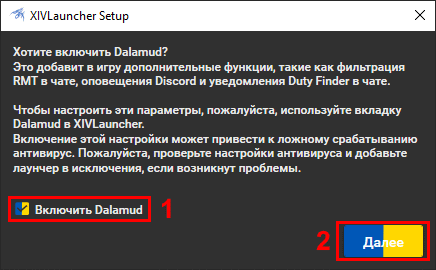 XIVLauncher Setup
Хотите включить Dalamud?
Это добавит в игру дополнительные функции, такие как фильтрация
RMT в чате, оповещения Discord и уведомления Duty Finder в чате.
Чтобы настроить эти параметры, пожалуйста, используйте вкладку
Dalamud в XIVLauncher.
Включение этой настройки может привести к ложному срабатыванию
антивирус. Пожалуйста, проверьте настройки антивируса и добавьте
лаунчер в исключения, если возникнут проблемы.
Включить Dalamud 1
2 Далее